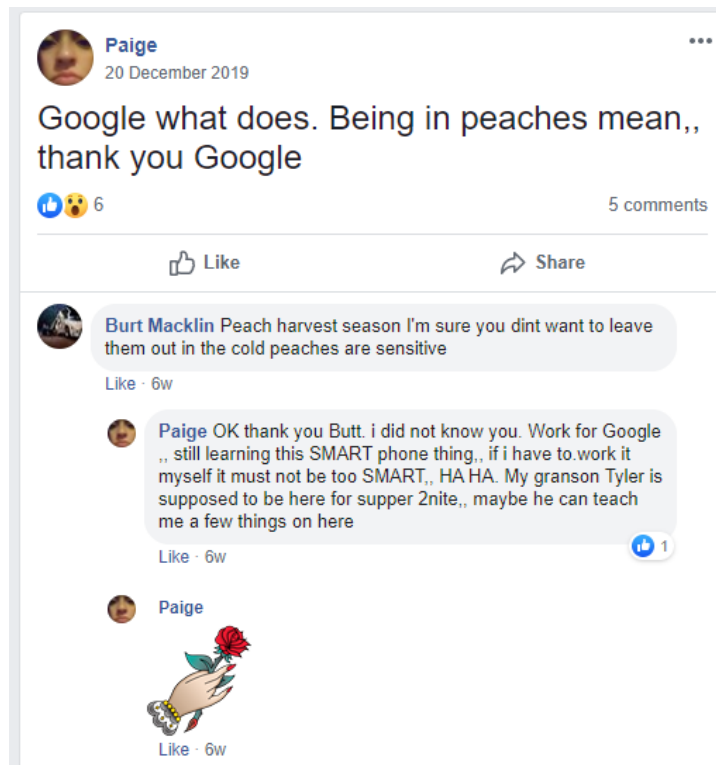 Paige
20 December 2019
Google what does. Being in peaches mean,,
thank you Google
6
5 comments
Like
Share
Burt Macklin Peach harvest season I'm sure you dint want to leave
them out in the cold peaches are sensitive
Like · 6w
Paige OK thank you Butt. i did not know you. Work for Google
,, still learning this SMART phone thing,, if i have to.work it
myself it must not be too SMART,, HA HA. My granson Tyler is
supposed to be here for supper 2nite,, maybe he can teach
me a few things on here
1
Like · 6w
Paige
Like · 6w